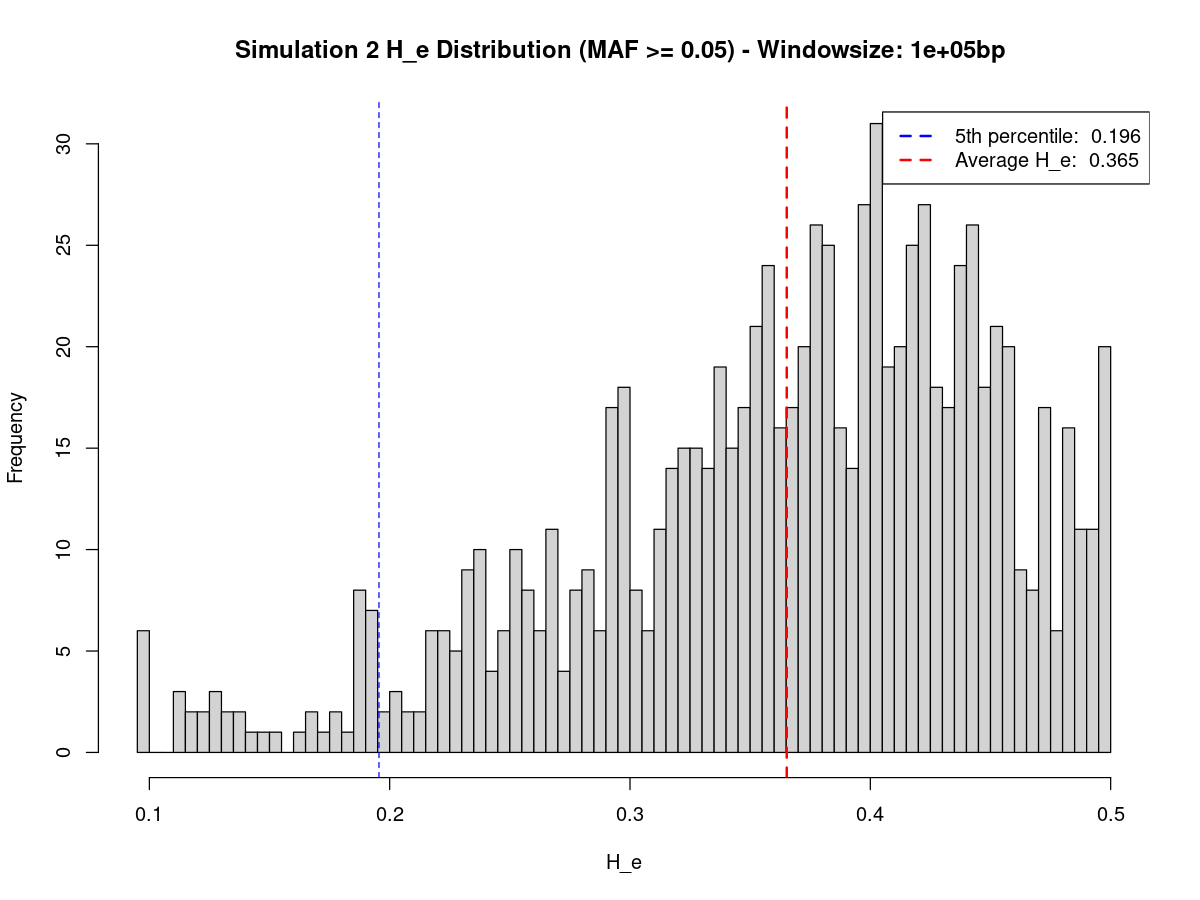 Simulation 2 H_e Distribution (MAF >= 0.05) - Windowsize: 1e+05bp
5th percentile: 0.196
Average H_e: 0.365
Frequency
30
25
20
15
10
5
0
0.1 0.2 0.3 0.4 0.5
H_e